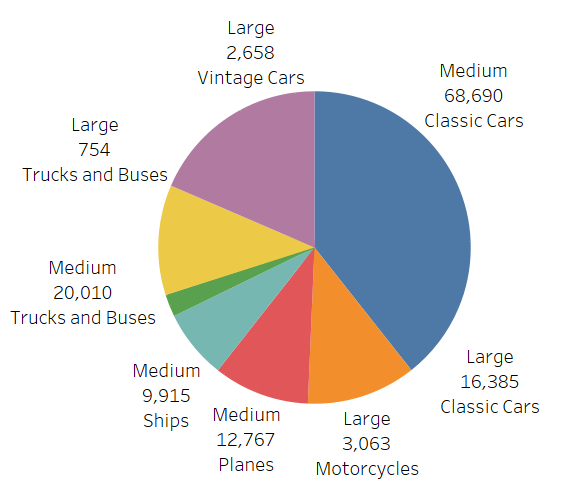 Large
2,658
Vintage Cars
Medium
68,690
Classic Cars
Large
754
Trucks and Buses
Medium
20,010
Trucks and Buses
Large
16,385
Classic Cars
Medium
9,915
Ships
Medium
12,767
Planes
Large
3,063
Motorcycles